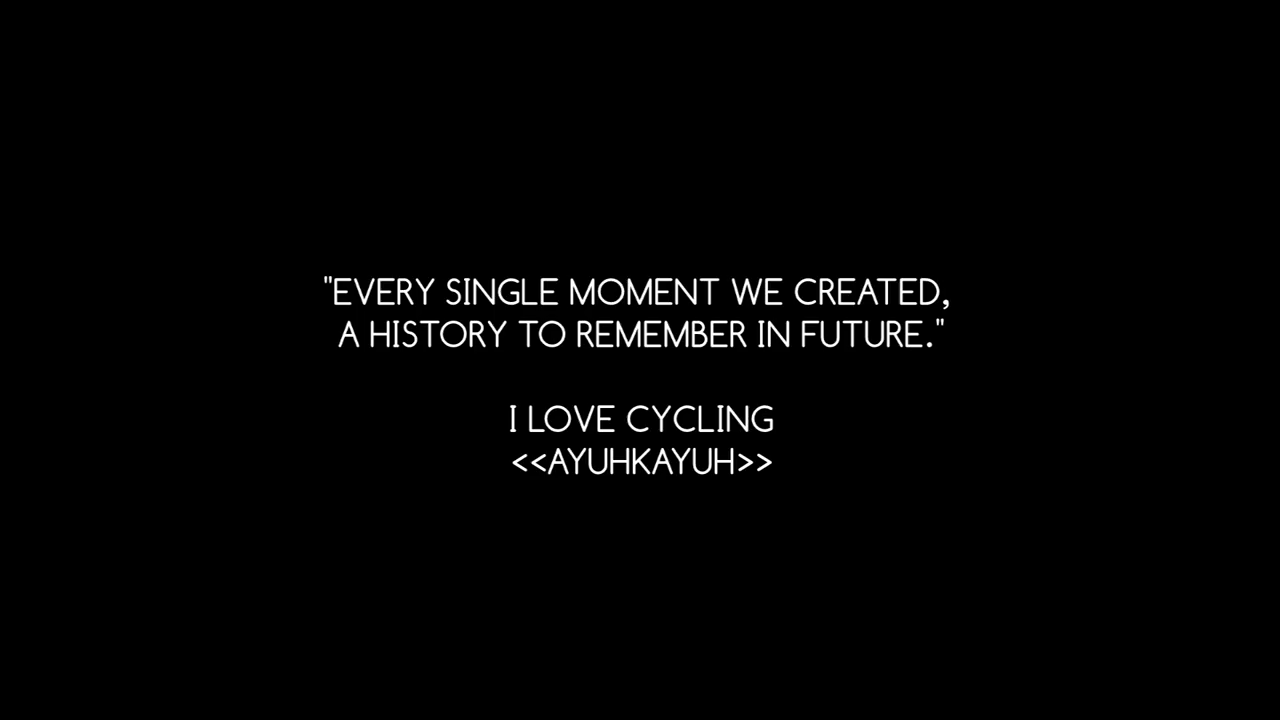 "EVERY SINGLE MOMENT WE CREATED,
A HISTORY TO REMEMBER IN FUTURE."
I LOVE CYCLING
<<AYUHKAYUH>>